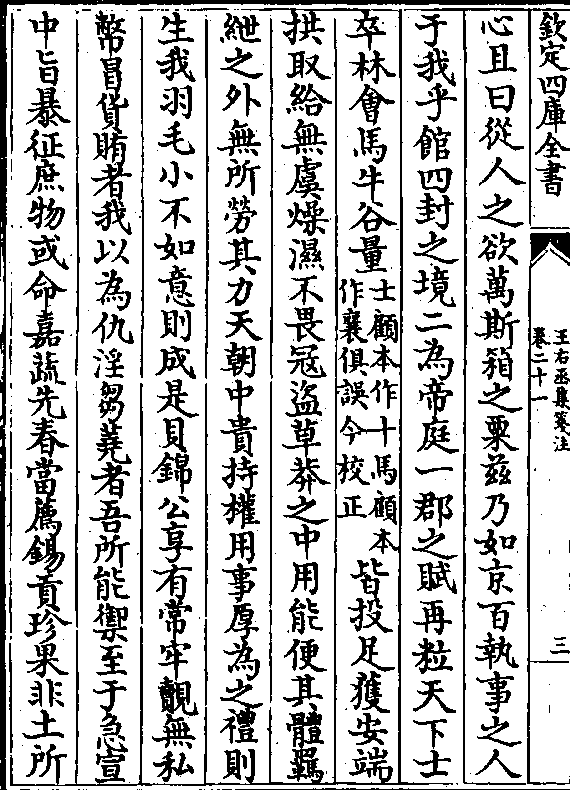 欽定四庫全書
王右丞集箋注
卷二十一
三
心且曰從人之欲萬斯箱之粟兹乃如京百執事之人
于我乎館四封之境二為帝庭一郡之賦再粒天下士
卒林會馬牛谷量士顧本作十馬顧本作襄俱誤今校正皆投足獲安端
拱取給無虞燥濕不畏冦盜草莽之中用能便其體羈
紲之外無所勞其力天朝中貴持權用事厚為之禮則
生我羽毛小不如意則成是貝錦公享有常牢覿無私
幣冒貨賄者我以為仇淫芻蕘者吾所能禦至于急宣
中旨暴征庶物或命嘉蔬先春當薦錫貢珍果非土所